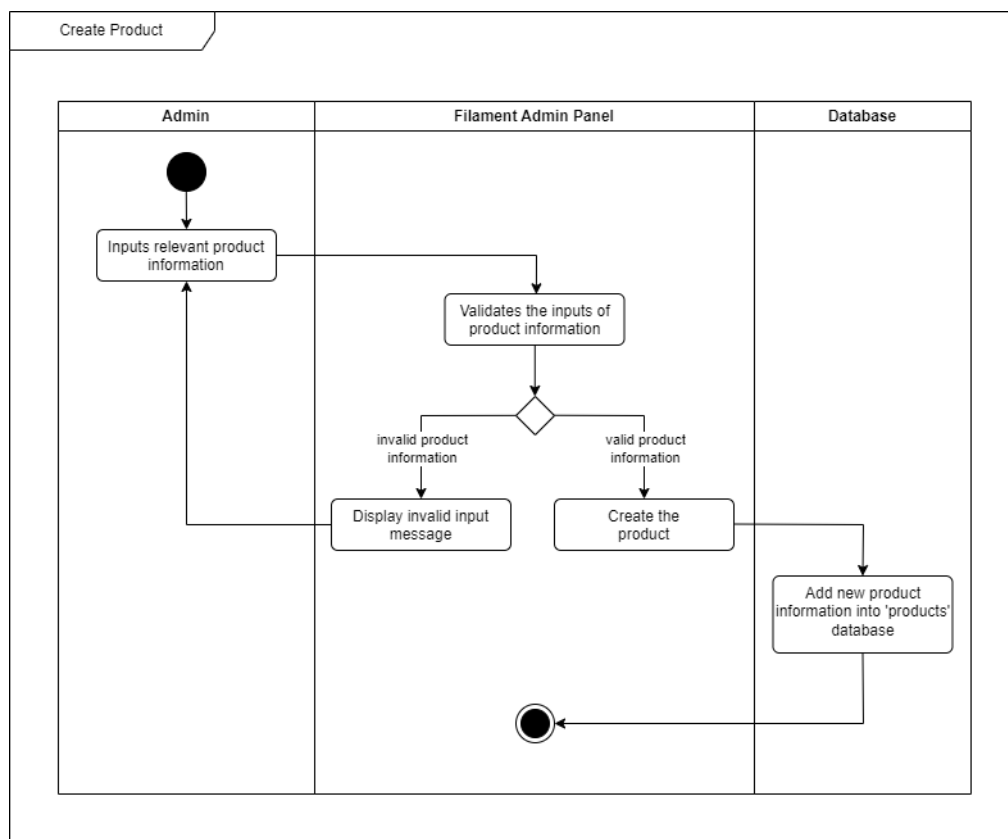 Create Product
Admin
Filament Admin Panel
Database
Inputs relevant product
information
Validates the inputs of
product information
invalid product
information
valid product
information
Display invalid input
message
Create the
product
Add new product
information into 'products'
database